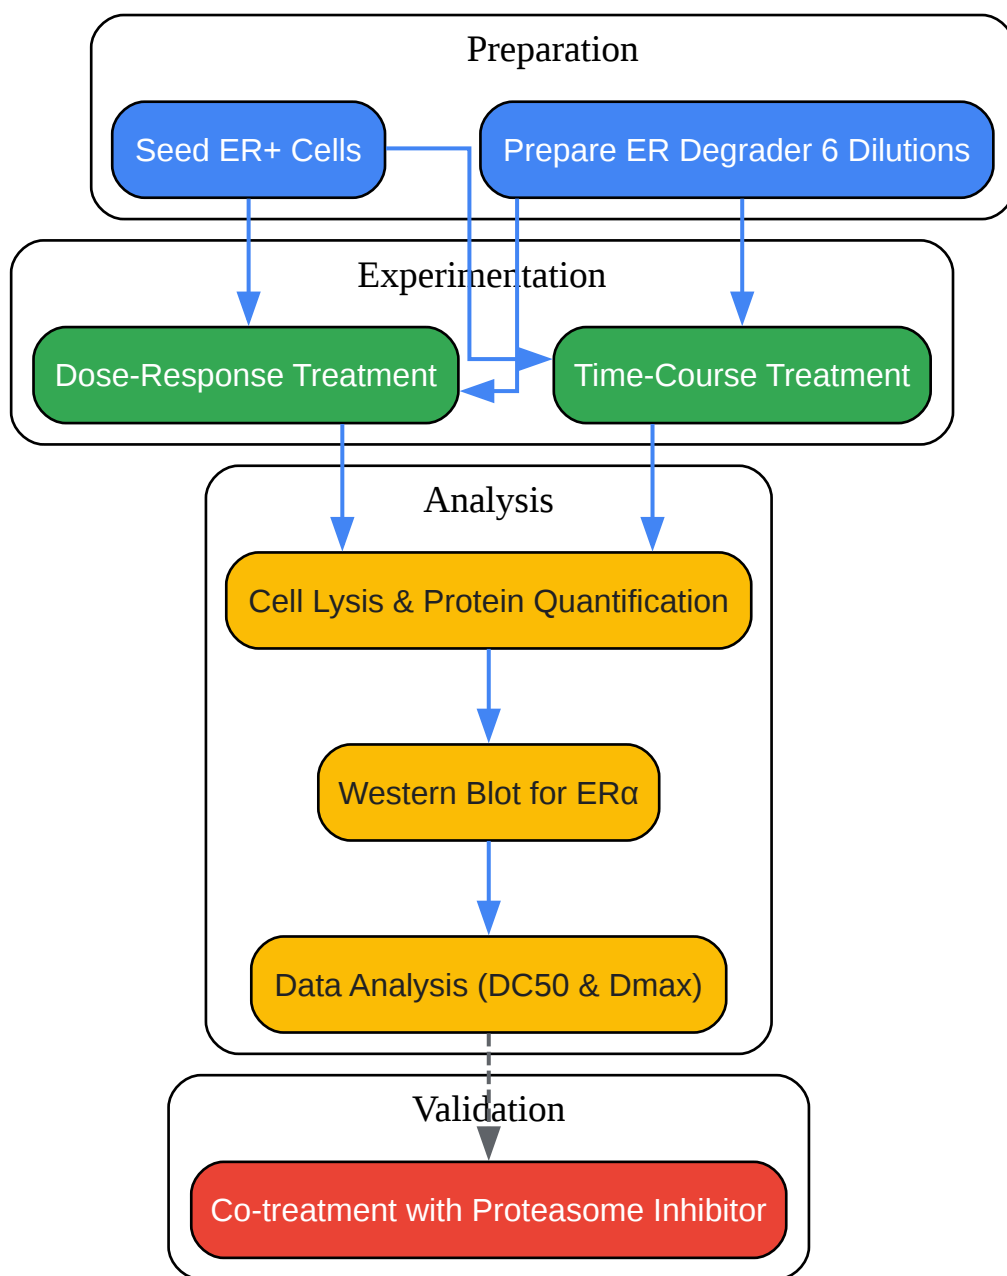 Preparation
Seed ER+ Cells
Prepare ER Degrader 6 Dilutions
Experimentation
Dose-Response Treatment
Time-Course Treatment
Analysis
Cell Lysis & Protein Quantification
Western Blot for ERα
Data Analysis (DC50 & Dmax)
Validation
Co-treatment with Proteasome Inhibitor